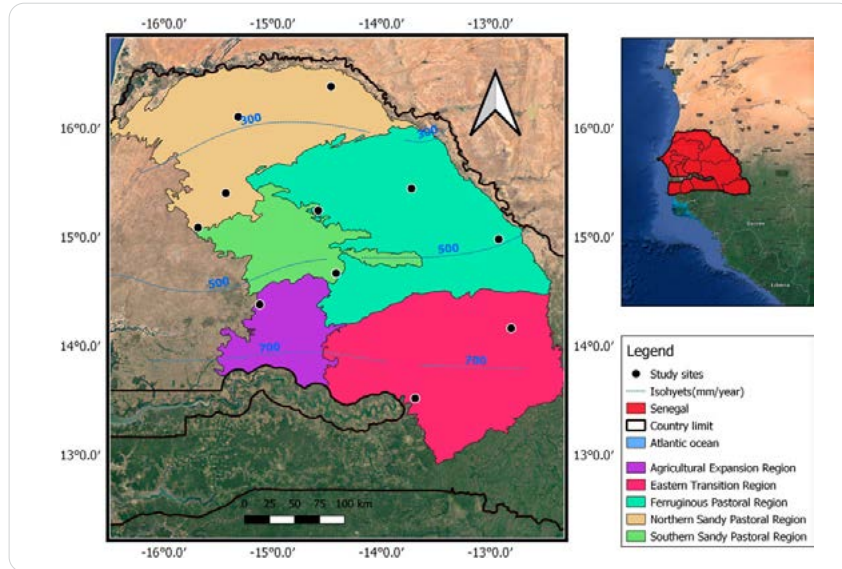 -16°0.0' -15°0.0' -14°0.0' -13°0.0'
16°0.0' 300 300 16°0.0'
15°0.0' 500 500 15°0.0'
14°0.0' 700 700 14°0.0'
13°0.0' 13°0.0'
0 25 50 75 100 km
-16°0.0' -15°0.0' -14°0.0' -13°0.0'
Legend
Study sites
Isohyets(mm/year)
Senegal
Country limit
Atlantic ocean
Agricultural Expansion Region
Eastern Transition Region
Ferruginous Pastoral Region
Northern Sandy Pastoral Region
Southern Sandy Pastoral Region